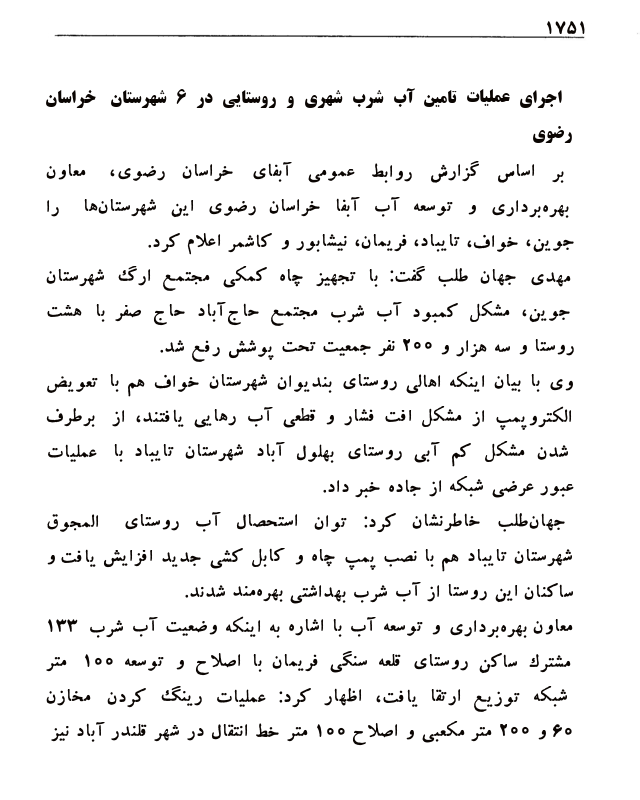 ۱۷۵۱
اجرای عملیات تامین آب شرب شهری و روستایی در ۶ شهرستان خراسان
رضوی
بر اساس گزارش روابط عمومی آبفای خراسان رضوی، معاون
بهره‌برداری و توسعه آب آبفا خراسان رضوی این شهرستان‌ها را
جوین، خواف، تایباد، فریمان، نیشابور و کاشمر اعلام کرد.
مهدی جهان طلب گفت: با تجهیز چاه کمکی مجتمع ارگ شهرستان
جوین، مشکل کمبود آب شرب مجتمع حاج‌آباد حاج صفر با هشت
روستا و سه هزار و ۲۰۰ نفر جمعیت تحت پوشش رفع شد.
وی با بیان اینکه اهالی روستای بندیوان شهرستان خواف هم با تعویض
الکتروپمپ از مشکل افت فشار و قطعی آب رهایی یافتند، از برطرف
شدن مشکل کم آبی روستای بهلول آباد شهرستان تایباد با عملیات
عبور عرضی شبکه از جاده خبر داد.
جهان‌طلب خاطرنشان کرد: توان استحصال آب روستای المجوق
شهرستان تایباد هم با نصب پمپ چاه و کابل کشی جدید افزایش یافت و
ساکنان این روستا از آب شرب بهداشتی بهره‌مند شدند.
معاون بهره‌برداری و توسعه آب با اشاره به اینکه وضعیت آب شرب ۱۳۳
مشترک ساکن روستای قلعه سنگی فریمان با اصلاح و توسعه ۱۰۰ متر
شبکه توزیع ارتقا یافت، اظهار کرد: عملیات رینگ کردن مخازن
۶۰ و ۲۰۰ متر مکعبی و اصلاح ۱۰۰ متر خط انتقال در شهر قلندر آباد نیز